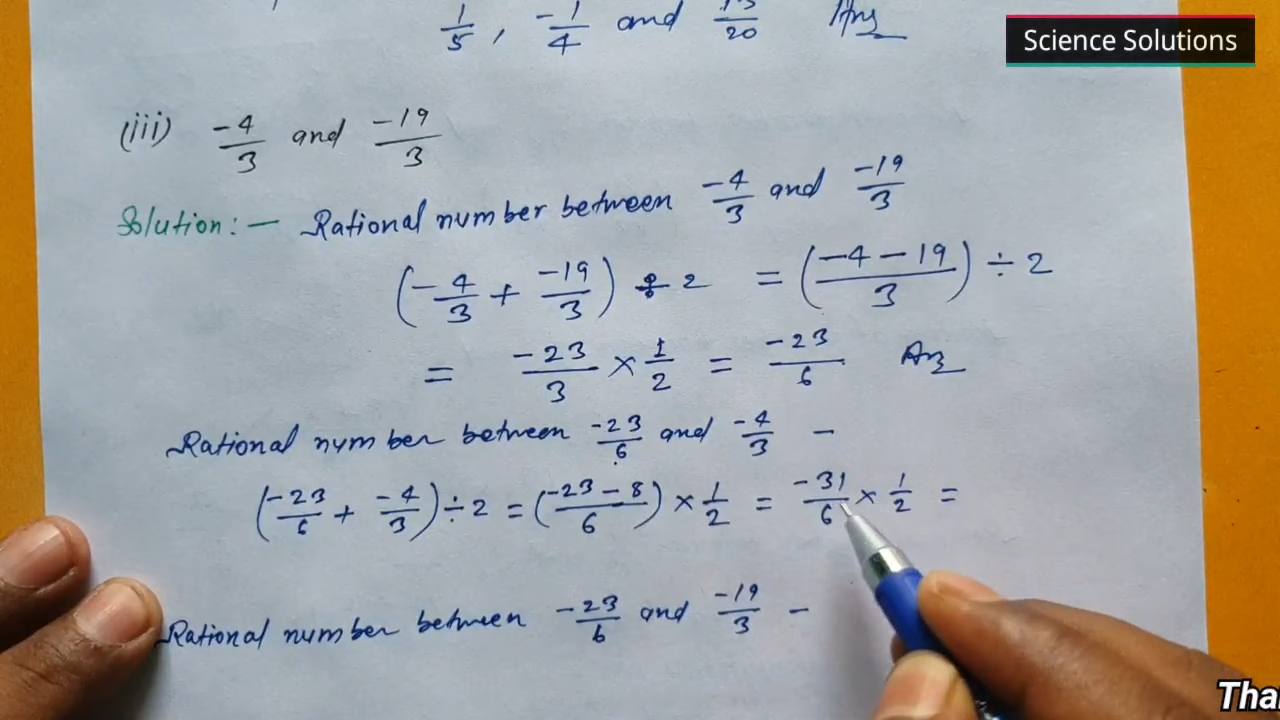 1/5, -1/4 and /20 Ans
Science Solutions
(iii) -4/3 and -19/3
Solution:- Rational number between -4/3 and -19/3
(-4/3 + -19/3) ÷ 2 = (-4-19/3) ÷ 2
= -23/3 × 1/2 = -23/6 Ans
Rational number between -23/6 and -4/3 -
(-23/6 + -4/3) ÷ 2 = (-23-8/6) × 1/2 = -31/6 × 1/2 =
Rational number between -23/6 and -19/3 -
Tha